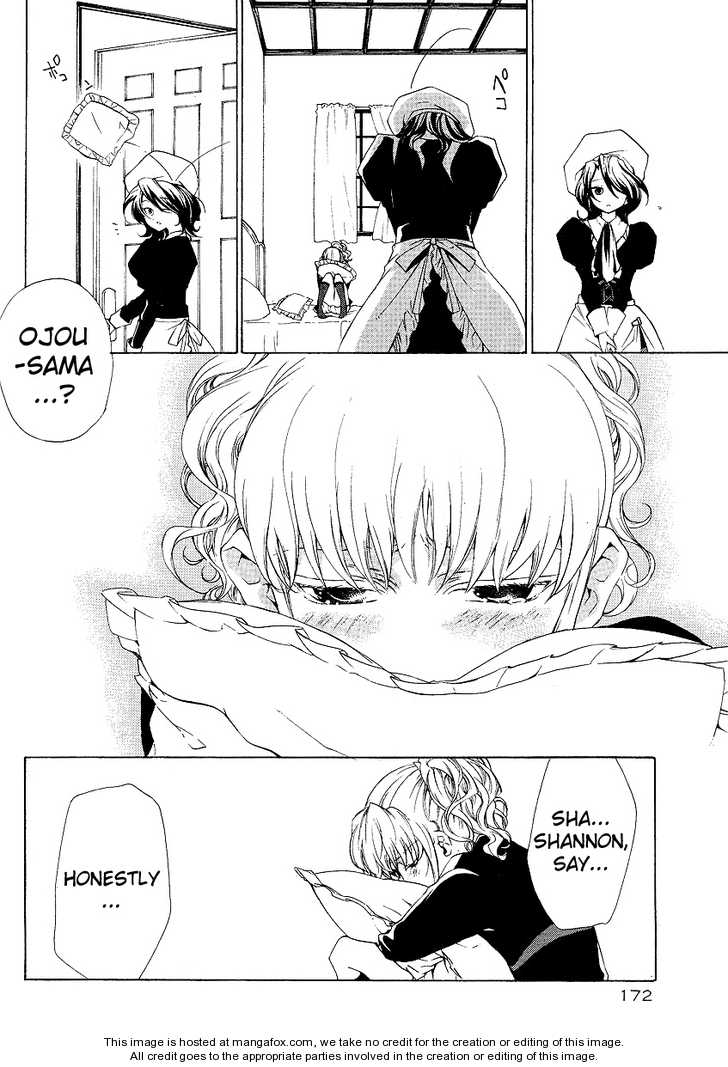 OJOU
-SAMA
...?
SHA...
SHANNON,
SAY...
HONESTLY
...
172
This image is hosted at mangafox.com, we take no credit for the creation or editing of this image.
All credit goes to the appropriate parties involved in the creation or editing of this image.